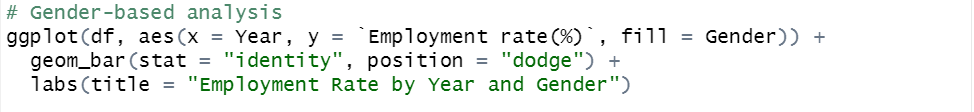 # Gender-based analysis
ggplot(df, aes(x = Year, y = `Employment rate(%)`, fill = Gender)) +
  geom_bar(stat = "identity", position = "dodge") +
  labs(title = "Employment Rate by Year and Gender")